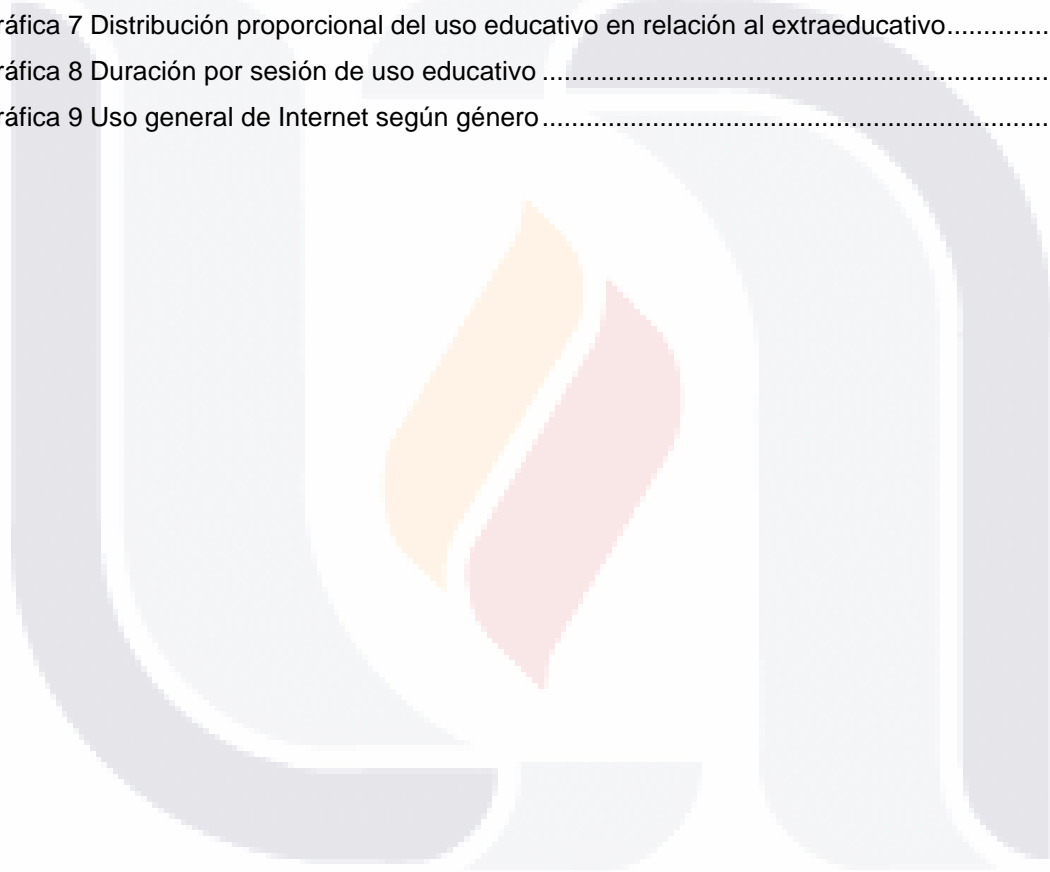 ráfica 7 Distribución proporcional del uso educativo en relación al extraeducativo..............
ráfica 8 Duración por sesión de uso educativo .....................................................................
ráfica 9 Uso general de Internet según género .....................................................................